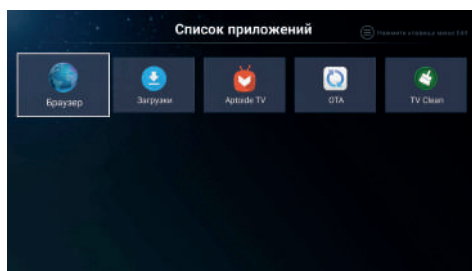 Список приложений
Браузер
Загрузки
Aptoide TV
OTA
TV Clean